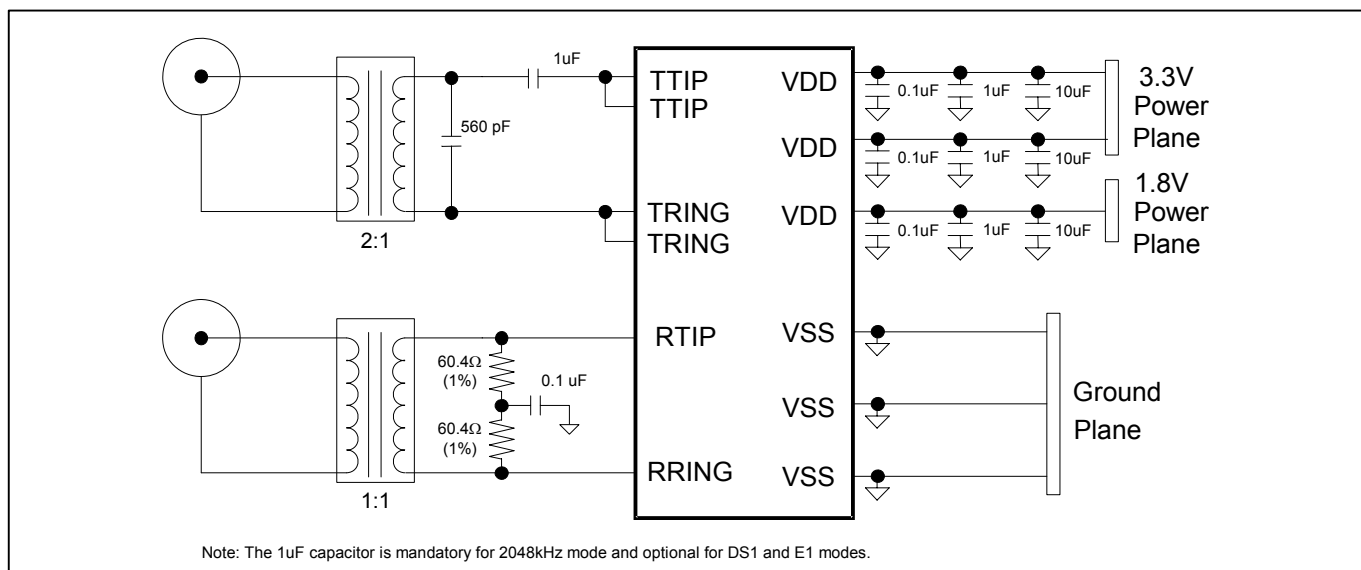 1uF
TTIP
TTIP
560 pF
TRING
TRING
2:1
VDD
0.1uF
1uF
10uF
3.3V
Power
Plane
VDD
0.1uF
1uF
10uF
VDD
0.1uF
1uF
10uF
1.8V
Power
Plane
RTIP
60.4Ω
(1%)
0.1 uF
60.4Ω
(1%)
RRING
1:1
VSS
VSS
VSS
Ground
Plane
Note: The 1uF capacitor is mandatory for 2048kHz mode and optional for DS1 and E1 modes.